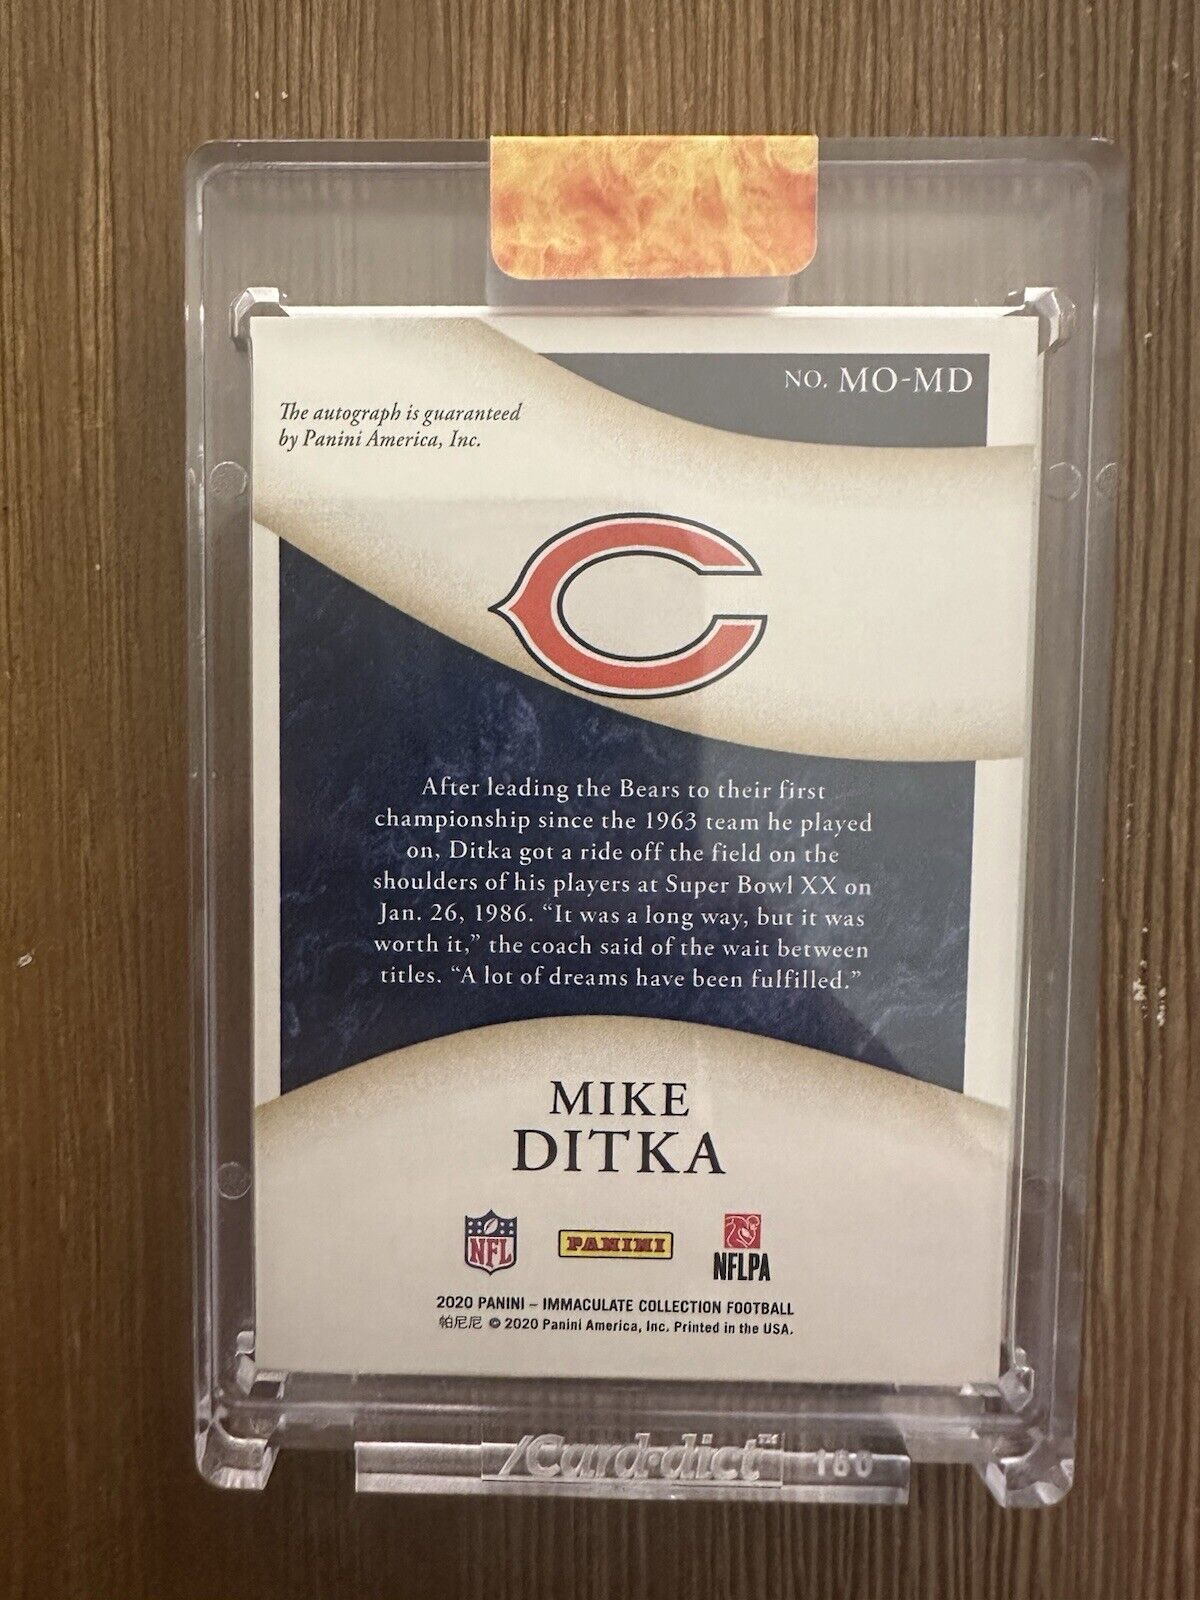 NO. MO-MD
The autograph is guaranteed
by Panini America, Inc.
After leading the Bears to their first
championship since the 1963 team he played
on, Ditka got a ride off the field on the
shoulders of his players at Super Bowl XX on
Jan. 26, 1986. “It was a long way, but it was
worth it,” the coach said of the wait between
titles. “A lot of dreams have been fulfilled.”
MIKE
DITKA
NFL
PANINI
NFLPA
2020 PANINI – IMMACULATE COLLECTION FOOTBALL
帕尼尼 © 2020 Panini America, Inc. Printed in the USA.
Card·dict™ 180